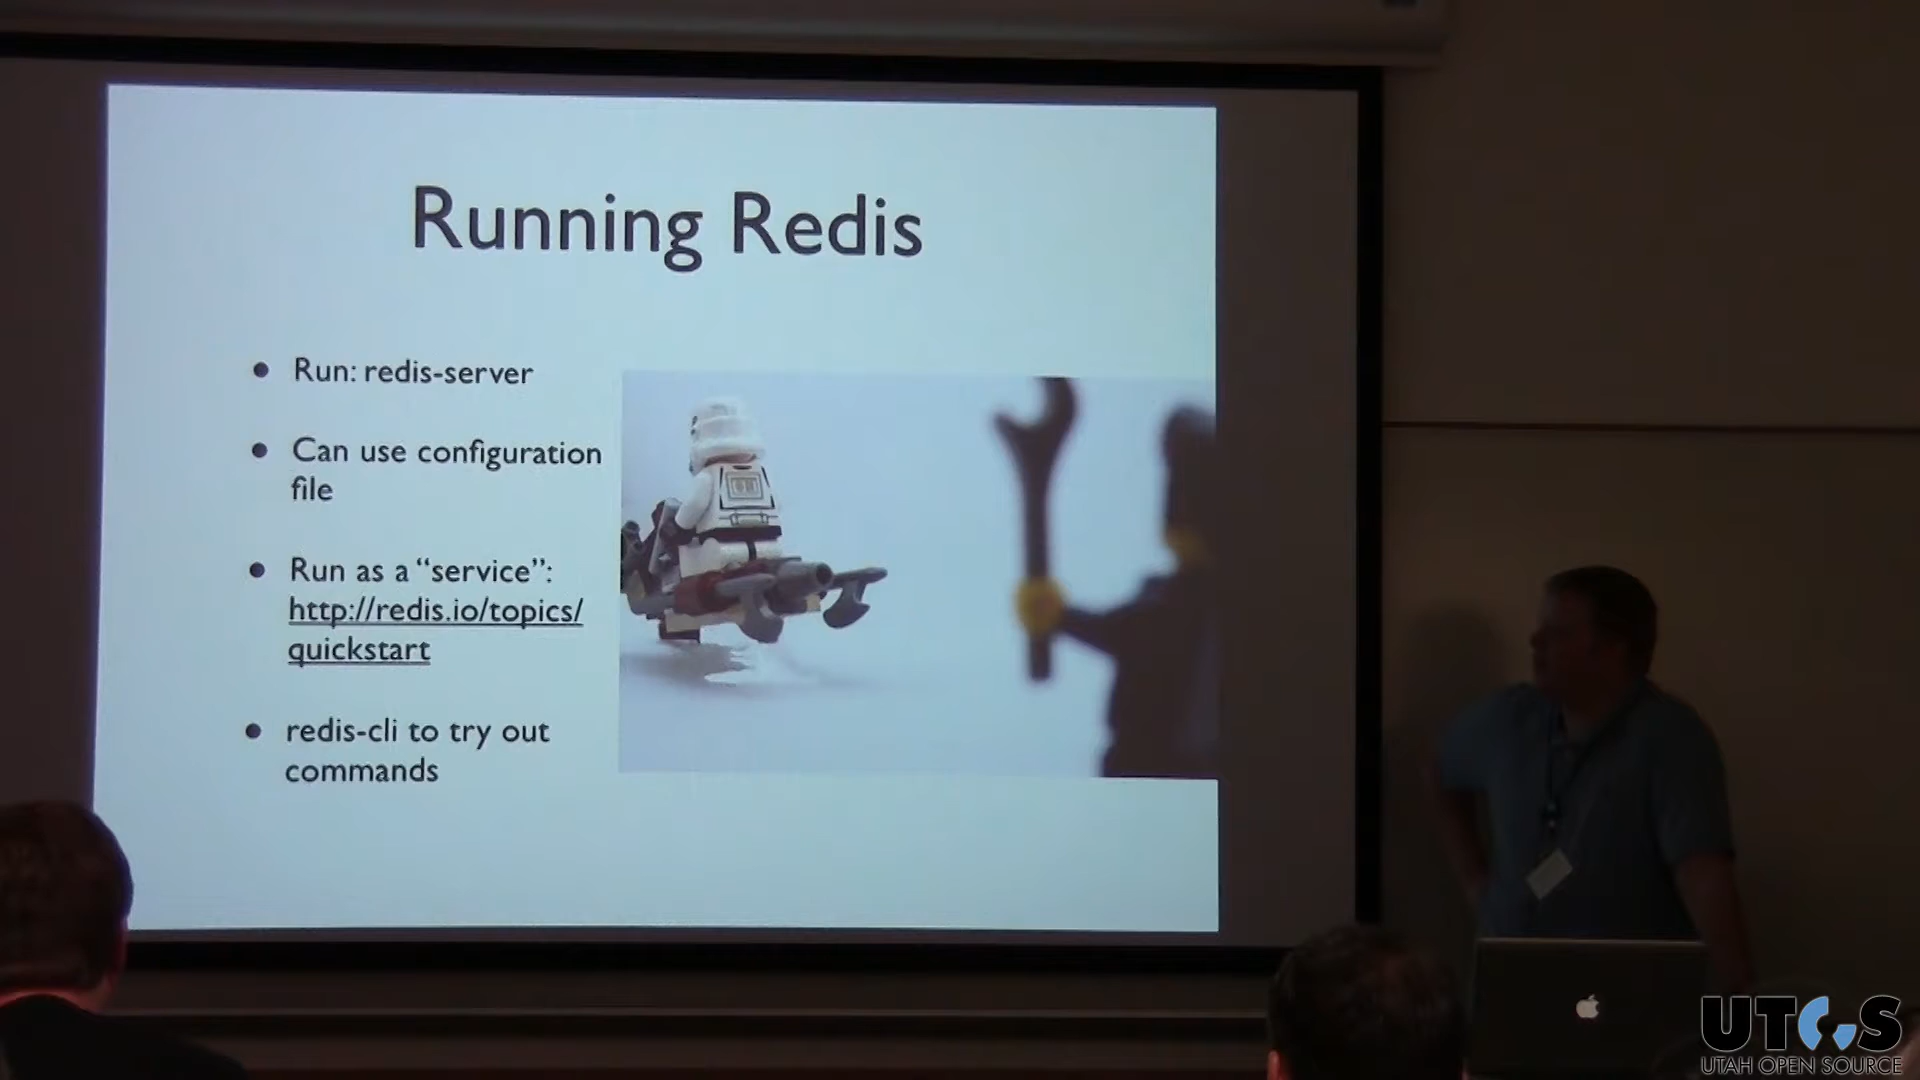 Running Redis
• Run: redis-server
• Can use configuration
file
• Run as a “service”:
http://redis.io/topics/
quickstart
• redis-cli to try out
commands
UTOS
UTAH OPEN SOURCE